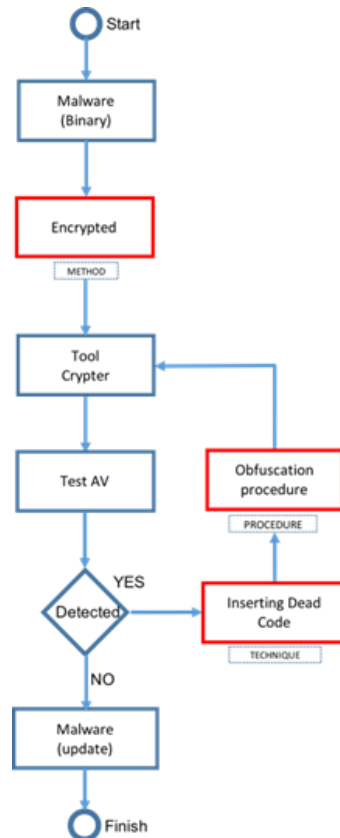 Start
Malware
(Binary)
Encrypted
METHOD
Tool
Crypter
Test AV
Obfuscation
procedure
PROCEDURE
YES
Detected
Inserting Dead
Code
TECHNIQUE
NO
Malware
(update)
Finish